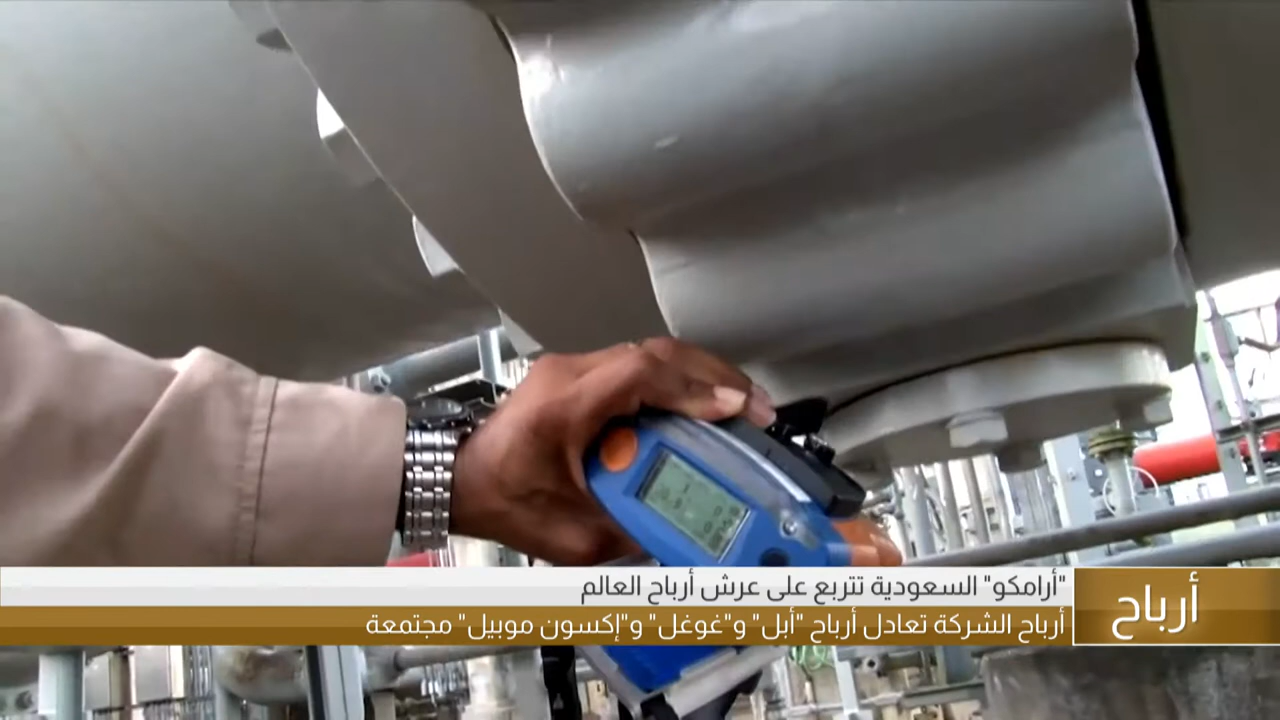 أرباح
"أرامكو" السعودية تتربع على عرش أرباح العالم
أرباح الشركة تعادل أرباح "أبل" و"غوغل" و"إكسون موبيل" مجتمعة